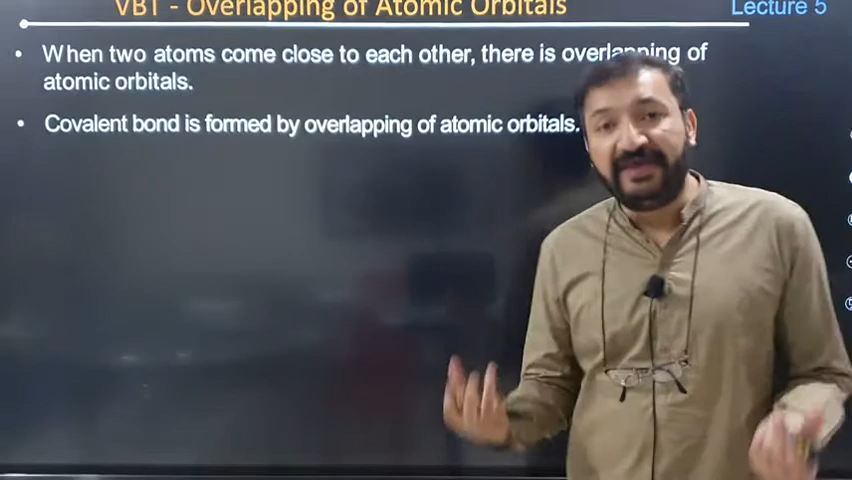 VBT - Overlapping of Atomic Orbitals
Lecture 5
• When two atoms come close to each other, there is overlapping of
atomic orbitals.
• Covalent bond is formed by overlapping of atomic orbitals.